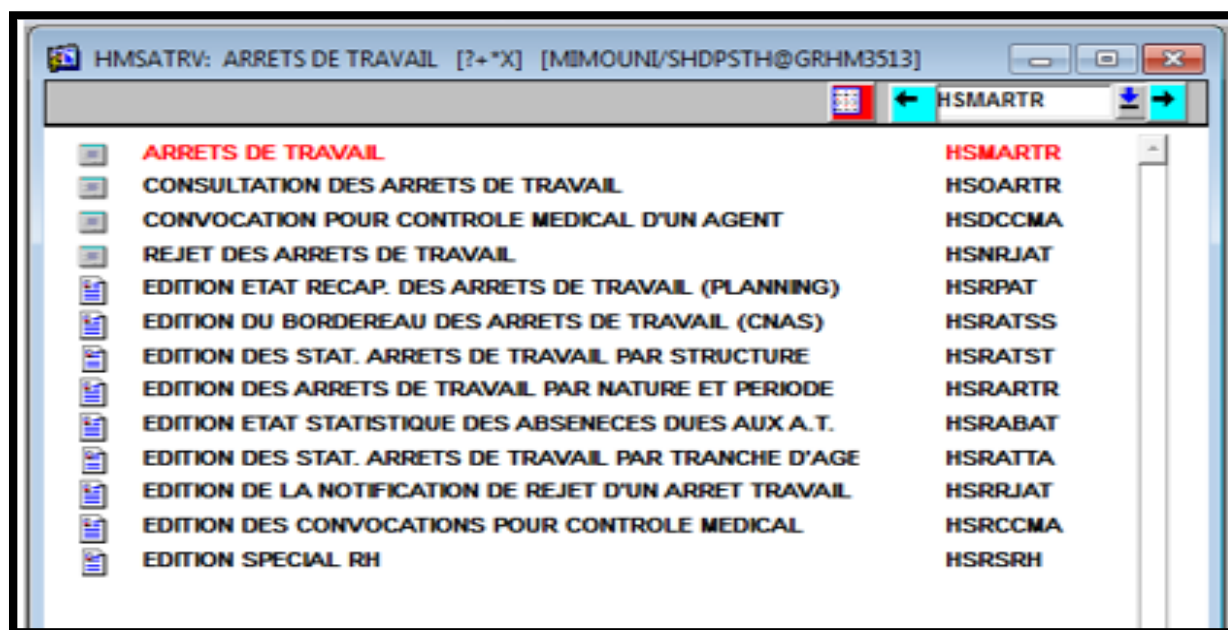 HMSATRV: ARRETS DE TRAVAIL [?+*X] [MIMOUNI/SHDPSTH@GRHM3513]
HSMARTR
ARRETS DE TRAVAIL HSMARTR
CONSULTATION DES ARRETS DE TRAVAIL HSOARTR
CONVOCATION POUR CONTROLE MEDICAL D'UN AGENT HSDCCMA
REJET DES ARRETS DE TRAVAIL HSNRJAT
EDITION ETAT RECAP. DES ARRETS DE TRAVAIL (PLANNING) HSRPAT
EDITION DU BORDEREAU DES ARRETS DE TRAVAIL (CNAS) HSRATSS
EDITION DES STAT. ARRETS DE TRAVAIL PAR STRUCTURE HSRATST
EDITION DES ARRETS DE TRAVAIL PAR NATURE ET PERIODE HSRARTR
EDITION ETAT STATISTIQUE DES ABSENECES DUES AUX A.T. HSRABAT
EDITION DES STAT. ARRETS DE TRAVAIL PAR TRANCHE D'AGE HSRATTA
EDITION DE LA NOTIFICATION DE REJET D'UN ARRET TRAVAIL HSRRJAT
EDITION DES CONVOCATIONS POUR CONTROLE MEDICAL HSRCCMA
EDITION SPECIAL RH HSRSRH